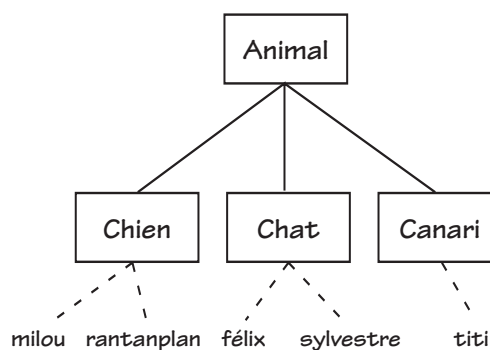 Animal
Chien Chat Canari
milou rantanplan félix sylvestre titi